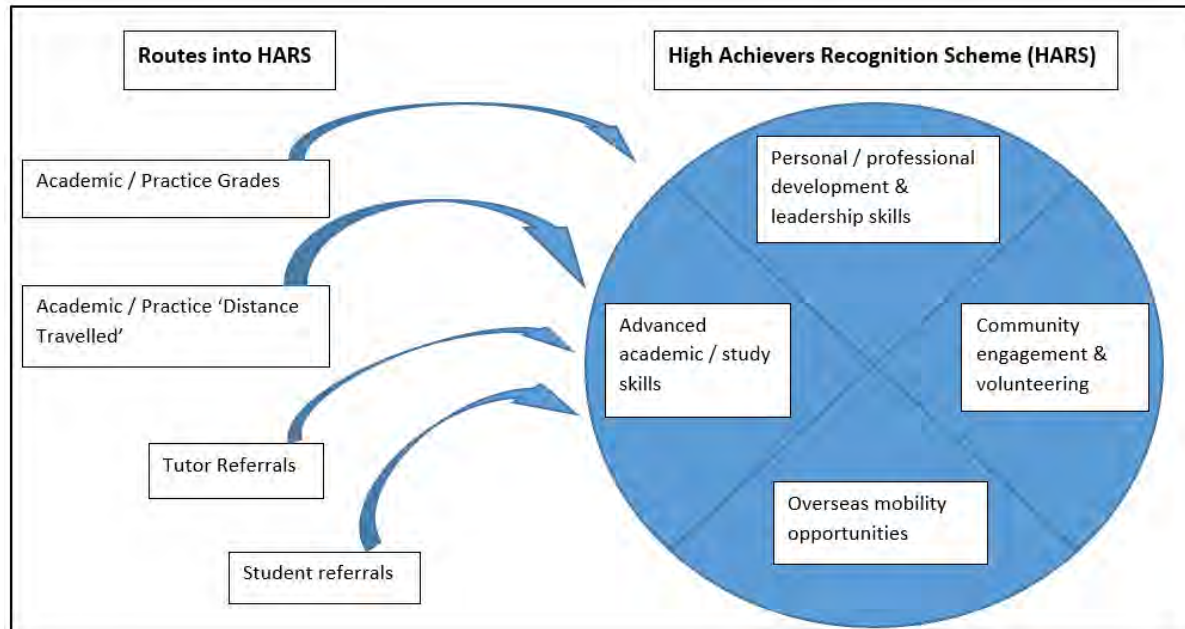 Routes into HARS
High Achievers Recognition Scheme (HARS)
Academic / Practice Grades
Academic / Practice ‘Distance
Travelled’
Tutor Referrals
Student referrals
Personal / professional
development &
leadership skills
Advanced
academic / study
skills
Community
engagement &
volunteering
Overseas mobility
opportunities